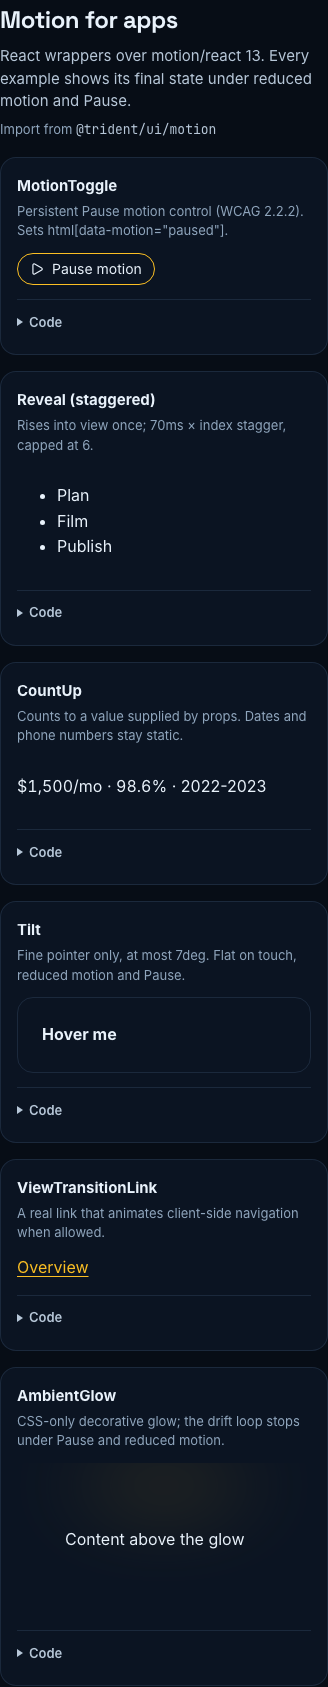 Motion for apps
React wrappers over motion/react 13. Every
example shows its final state under reduced
motion and Pause.
Import from @trident/ui/motion
MotionToggle
Persistent Pause motion control (WCAG 2.2.2).
Sets html[data-motion="paused"].
Pause motion
Code
Reveal (staggered)
Rises into view once; 70ms × index stagger,
capped at 6.
• Plan
• Film
• Publish
Code
CountUp
Counts to a value supplied by props. Dates and
phone numbers stay static.
$1,500/mo · 98.6% · 2022-2023
Code
Tilt
Fine pointer only, at most 7deg. Flat on touch,
reduced motion and Pause.
Hover me
Code
ViewTransitionLink
A real link that animates client-side navigation
when allowed.
Overview
Code
AmbientGlow
CSS-only decorative glow; the drift loop stops
under Pause and reduced motion.
Content above the glow
Code